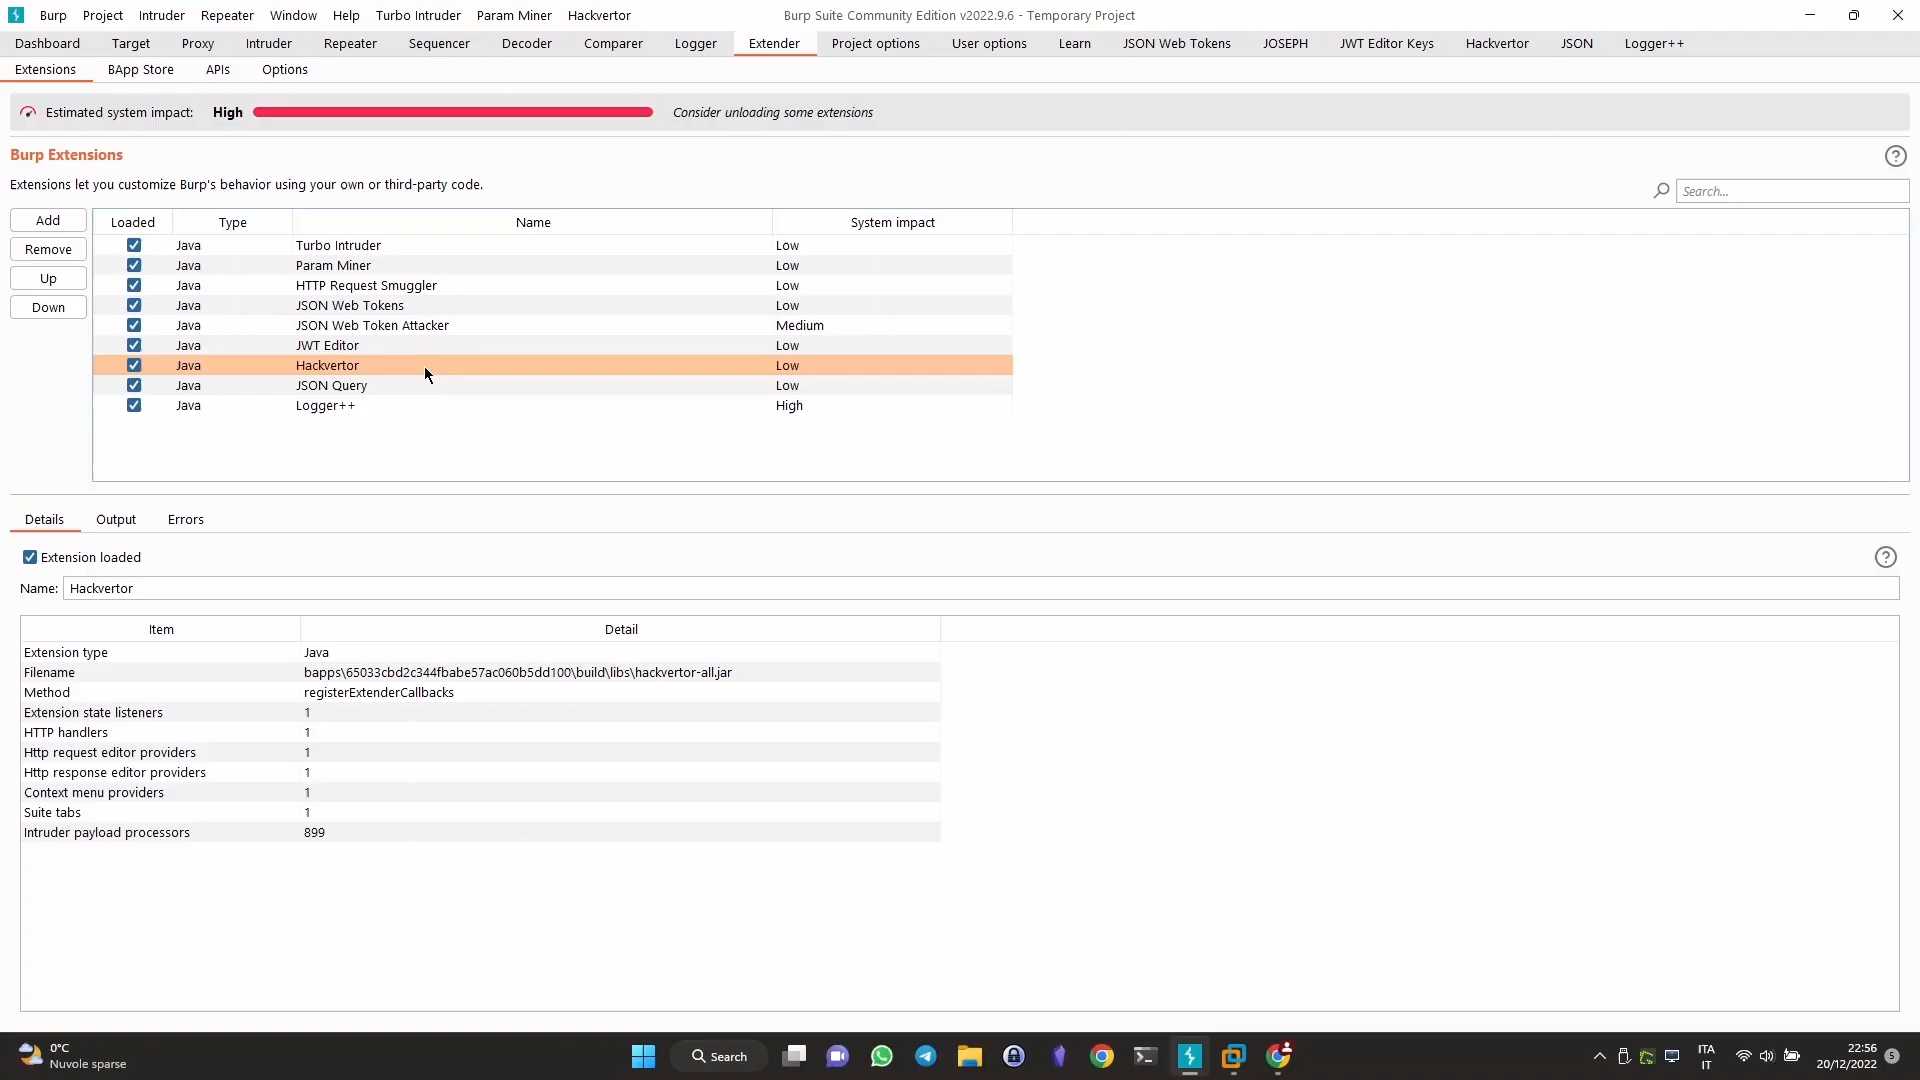 Burp Project Intruder Repeater Window Help Turbo Intruder Param Miner Hackvertor Burp Suite Community Edition v2022.9.6 - Temporary Project
Dashboard Target Proxy Intruder Repeater Sequencer Decoder Comparer Logger Extender Project options User options Learn JSON Web Tokens JOSEPH JWT Editor Keys Hackvertor JSON Logger++
Extensions BApp Store APIs Options
Estimated system impact: High Consider unloading some extensions
Burp Extensions
Extensions let you customize Burp's behavior using your own or third-party code.
Search...
Add Loaded Type Name System impact
Java Turbo Intruder Low
Remove
Java Param Miner Low
Up Java HTTP Request Smuggler Low
Down Java JSON Web Tokens Low
Java JSON Web Token Attacker Medium
Java JWT Editor Low
Java Hackvertor Low
Java JSON Query Low
Java Logger++ High
Details Output Errors
Extension loaded
Name: Hackvertor
Item Detail
Extension type Java
Filename bapps\65033cbd2c344fbabe57ac060b5dd100\build\libs\hackvertor-all.jar
Method registerExtenderCallbacks
Extension state listeners 1
HTTP handlers 1
Http request editor providers 1
Http response editor providers 1
Context menu providers 1
Suite tabs 1
Intruder payload processors 899
0°C
Nuvole sparse
Search
ITA
IT
22:56
20/12/2022
5